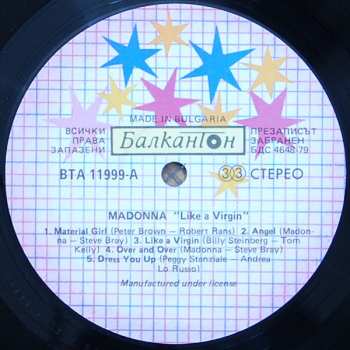 MADE IN BULGARIA
ВСИЧКИ ПРАВА ЗАПАЗЕНИ
Балкантон
ПРЕЗАПИСЪТ ЗАБРАНЕН БДС 4648-79
ВТА 11999-А
33 СТЕРЕО
MADONNA "Like a Virgin"
1. Material Girl (Peter Brown – Robert Rans) 2. Angel (Madon-
na – Steve Bray) 3. Like a Virgin (Billy Steinberg – Tom
Kelly) 4. Over and Over (Madonna – Steve Bray)
5. Dress You Up (Peggy Stanziale – Andrea
Lo Russo)
Manufactured under license